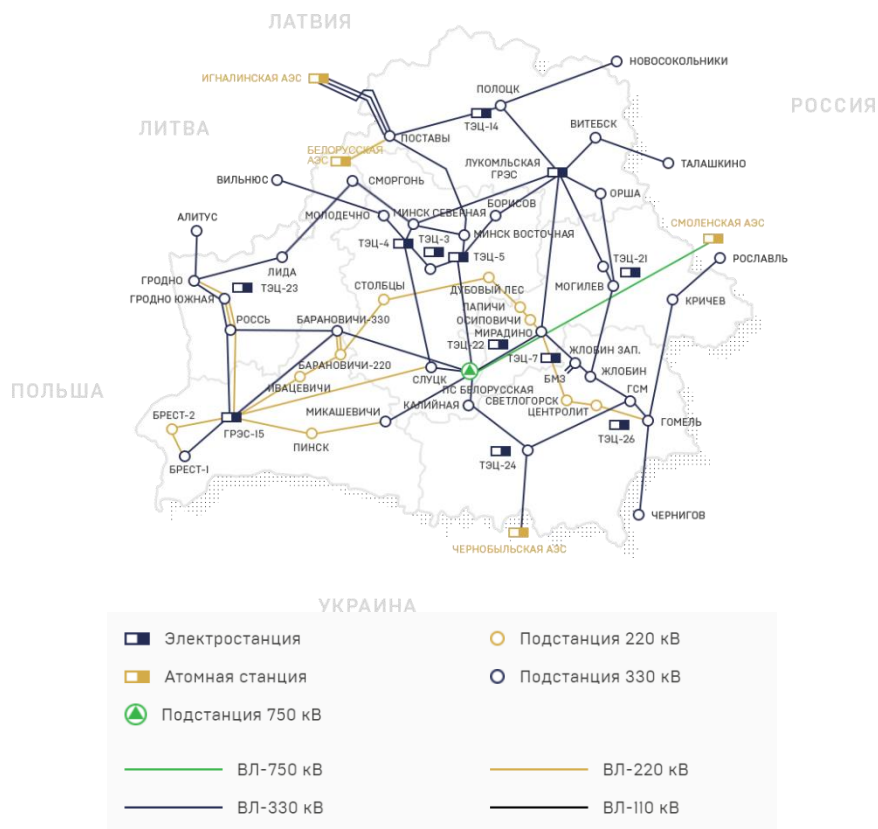 ЛАТВИЯ
НОВОСОКОЛЬНИКИ
ИГНАЛИНСКАЯ АЭС
ПОЛОЦК
РОССИЯ
ТЭЦ-14
ВИТЕБСК
ЛИТВА
ПОСТАВЫ
БЕЛОРУССКАЯ
АЭС
ЛУКОМЛЬСКАЯ
ГРЭС
ТАЛАШКИНО
ВИЛЬНЮС
СМОРГОНЬ
БОРИСОВ
ОРША
АЛИТУС
МОЛОДЕЧНО
МИНСК СЕВЕРНАЯ
СМОЛЕНСКАЯ АЭС
ТЭЦ-4
ТЭЦ-3
МИНСК ВОСТОЧНАЯ
ТЭЦ-5
ТЭЦ-21
РОСЛАВЛЬ
ЛИДА
ГРОДНО
ТЭЦ-23
СТОЛБЦЫ
ДУБОВЫЙ ЛЕС
МОГИЛЕВ
ГРОДНО ЮЖНАЯ
КРИЧЕВ
ПАПИЧИ
РОССЬ
БАРАНОВИЧИ-330
ОСИПОВИЧИ
МИРАДИНО
ТЭЦ-22
ТЭЦ-7
ЖЛОБИН ЗАП.
БАРАНОВИЧИ-220
ЖЛОБИН
БМЗ
СЛУЦК
ПС БЕЛОРУССКАЯ
ИВАЦЕВИЧИ
ГСМ
ПОЛЬША
КАЛИЙНАЯ
СВЕТЛОГОРСК
МИКАШЕВИЧИ
ЦЕНТРОЛИТ
БРЕСТ-2
ГОМЕЛЬ
ГРЭС-15
ПИНСК
ТЭЦ-26
БРЕСТ-1
ТЭЦ-24
ЧЕРНИГОВ
ЧЕРНОБЫЛЬСКАЯ АЭС
УКРАИНА
Электростанция
Подстанция 220 кВ
Атомная станция
Подстанция 330 кВ
Подстанция 750 кВ
ВЛ-750 кВ
ВЛ-220 кВ
ВЛ-330 кВ
ВЛ-110 кВ